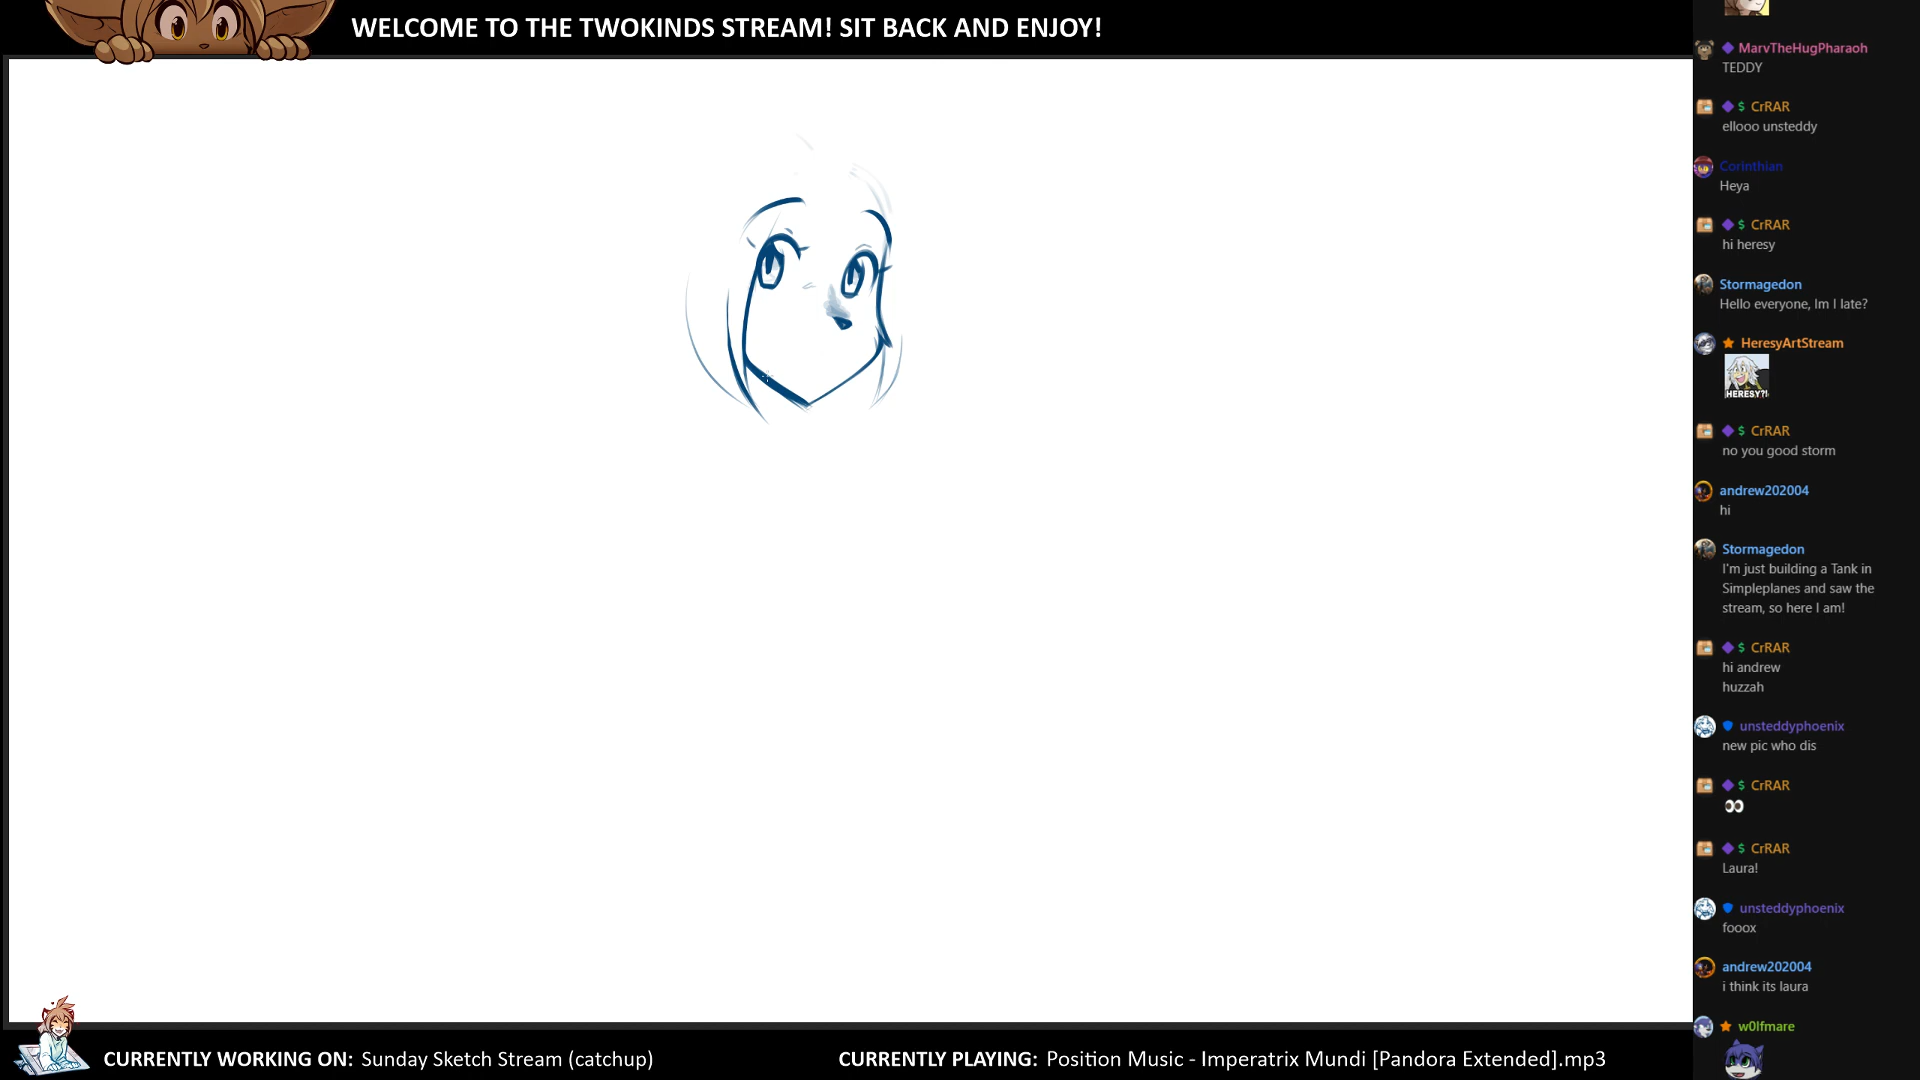 WELCOME TO THE TWOKINDS STREAM! SIT BACK AND ENJOY!
MarvTheHugPharaoh
TEDDY
$ CrRAR
ellooo unsteddy
Corinthian
Heya
$ CrRAR
hi heresy
Stormagedon
Hello everyone, Im I late?
HeresyArtStream
HERESY?!
$ CrRAR
no you good storm
andrew202004
hi
Stormagedon
I'm just building a Tank in
Simpleplanes and saw the
stream, so here I am!
$ CrRAR
hi andrew
huzzah
unsteddyphoenix
new pic who dis
$ CrRAR
$ CrRAR
Laura!
unsteddyphoenix
fooox
andrew202004
i think its laura
w0lfmare
CURRENTLY WORKING ON: Sunday Sketch Stream (catchup)
CURRENTLY PLAYING: Position Music - Imperatrix Mundi [Pandora Extended].mp3